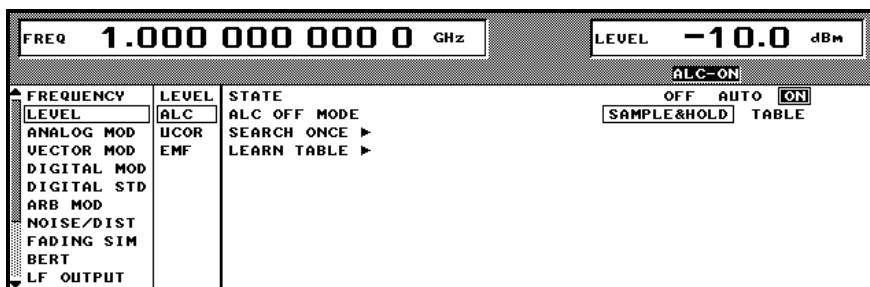 FREQ 1.000 000 000 0 GHz LEVEL -10.0 dBm
ALC-ON
FREQUENCY LEVEL STATE OFF AUTO ON
LEVEL ALC ALC OFF MODE SAMPLE&HOLD TABLE
ANALOG MOD UCOR SEARCH ONCE ▶
VECTOR MOD EMF LEARN TABLE ▶
DIGITAL MOD
DIGITAL STD
ARB MOD
NOISE/DIST
FADING SIM
BERT
LF OUTPUT